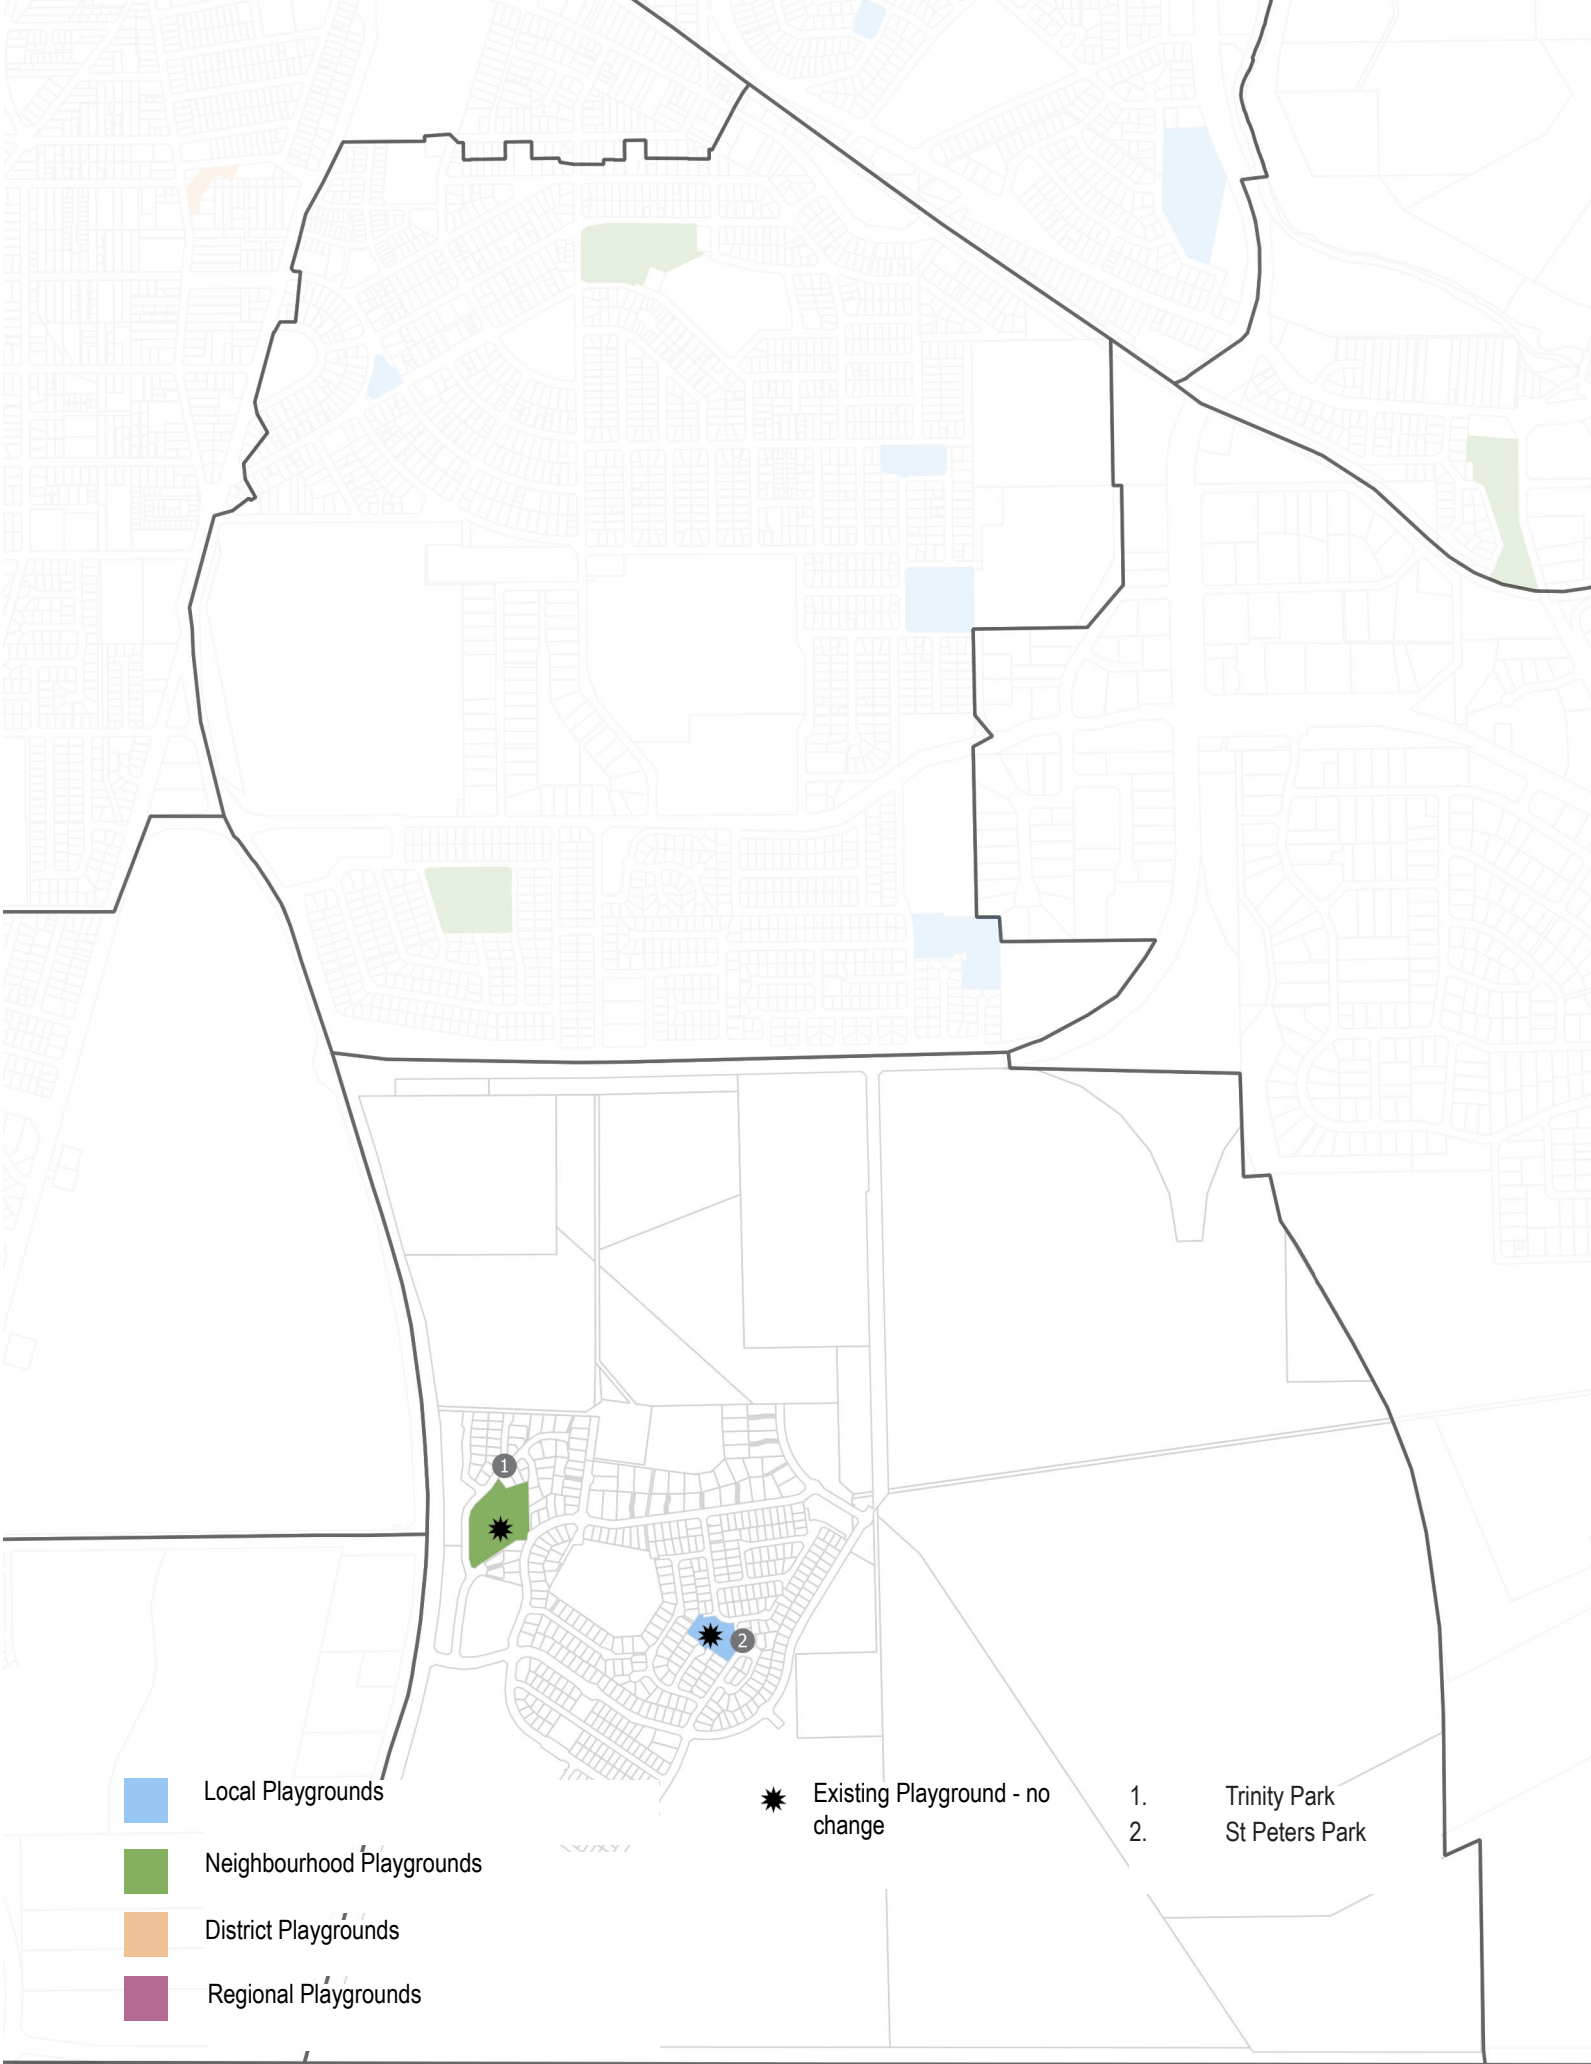 1
2
Local Playgrounds
Neighbourhood Playgrounds
District Playgrounds
Regional Playgrounds
Existing Playground - no
change
1. Trinity Park
2. St Peters Park